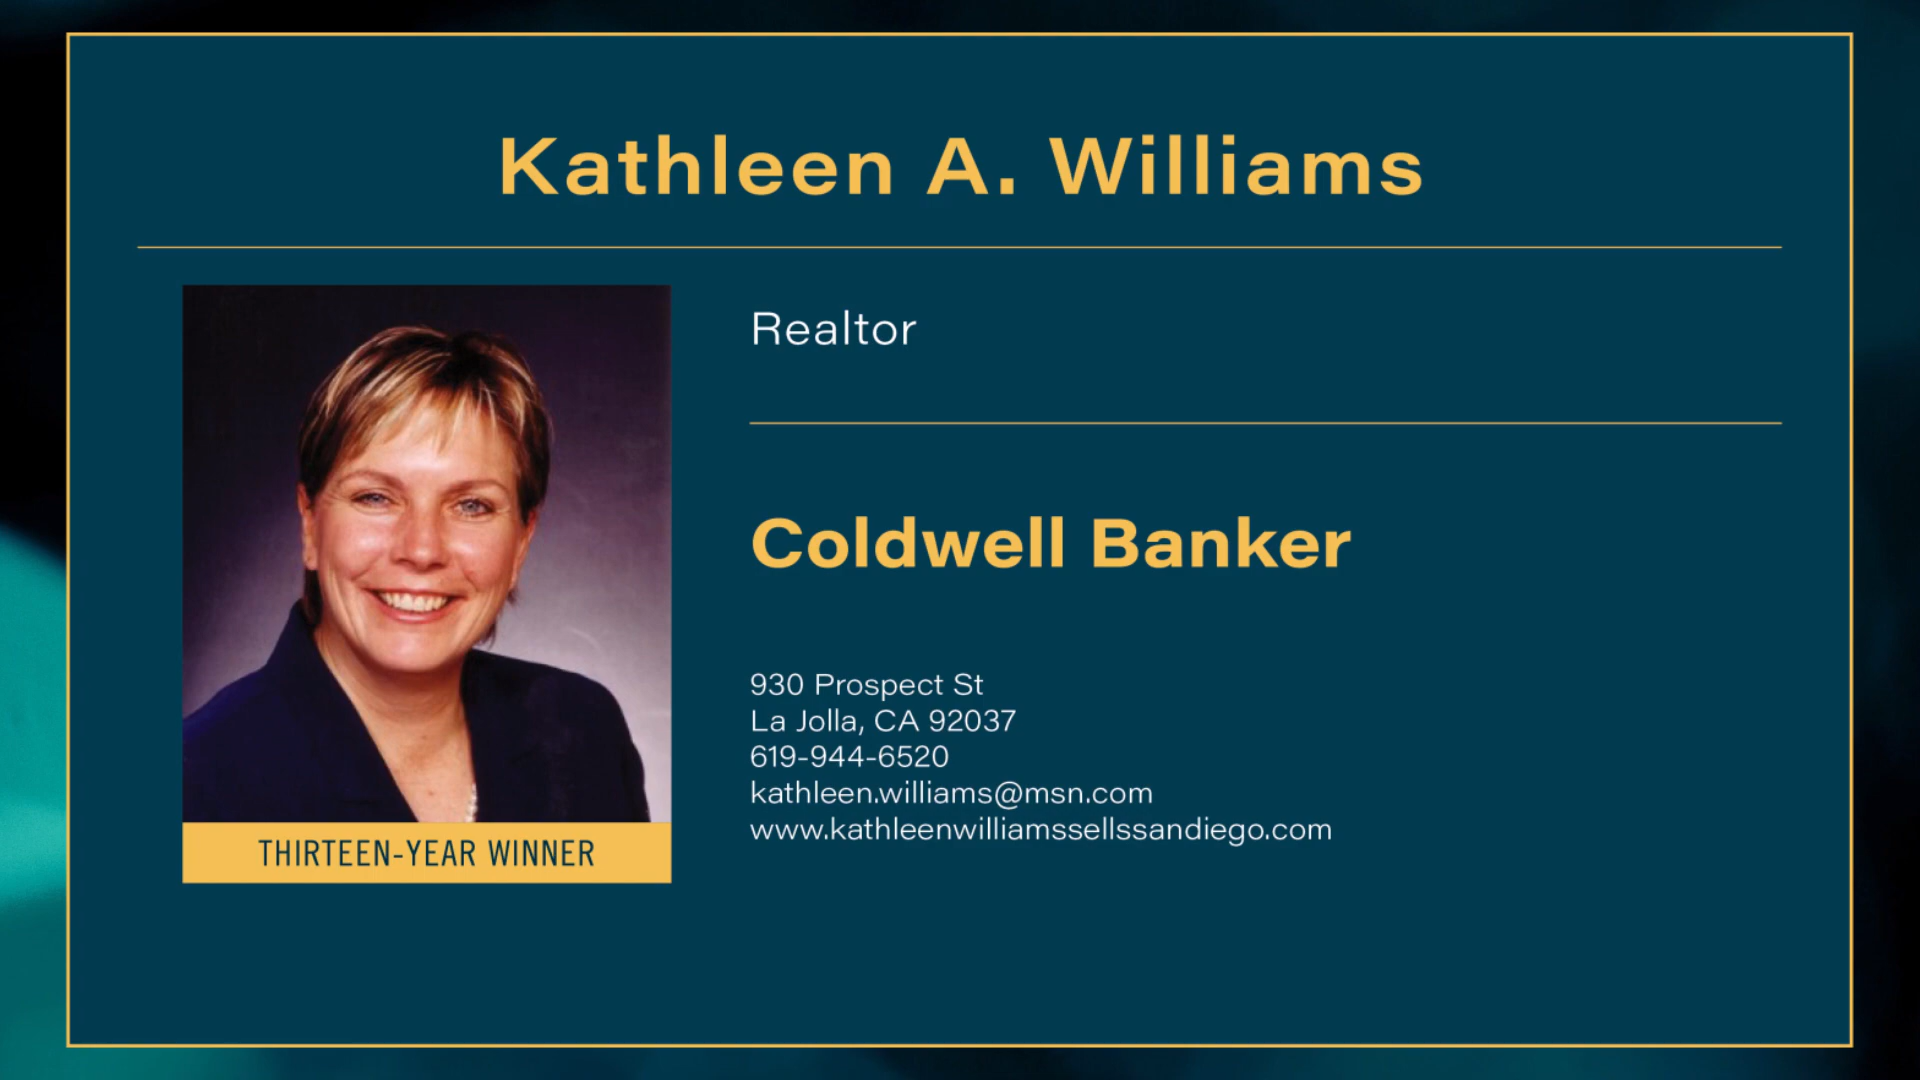 Kathleen A. Williams
Realtor
Coldwell Banker
930 Prospect St
La Jolla, CA 92037
619-944-6520
kathleen.williams@msn.com
www.kathleenwilliamssellssandiego.com
THIRTEEN-YEAR WINNER